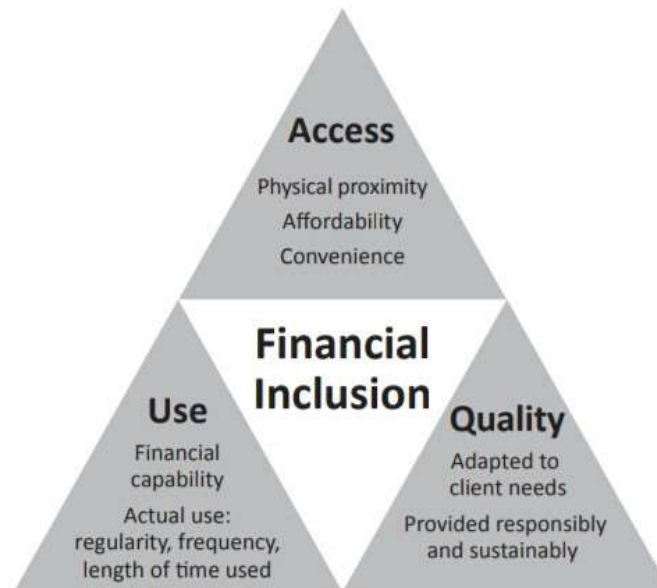 Access
Physical proximity
Affordability
Convenience
Financial
Inclusion
Use
Financial
capability
Actual use:
regularity, frequency,
length of time used
Quality
Adapted to
client needs
Provided responsibly
and sustainably